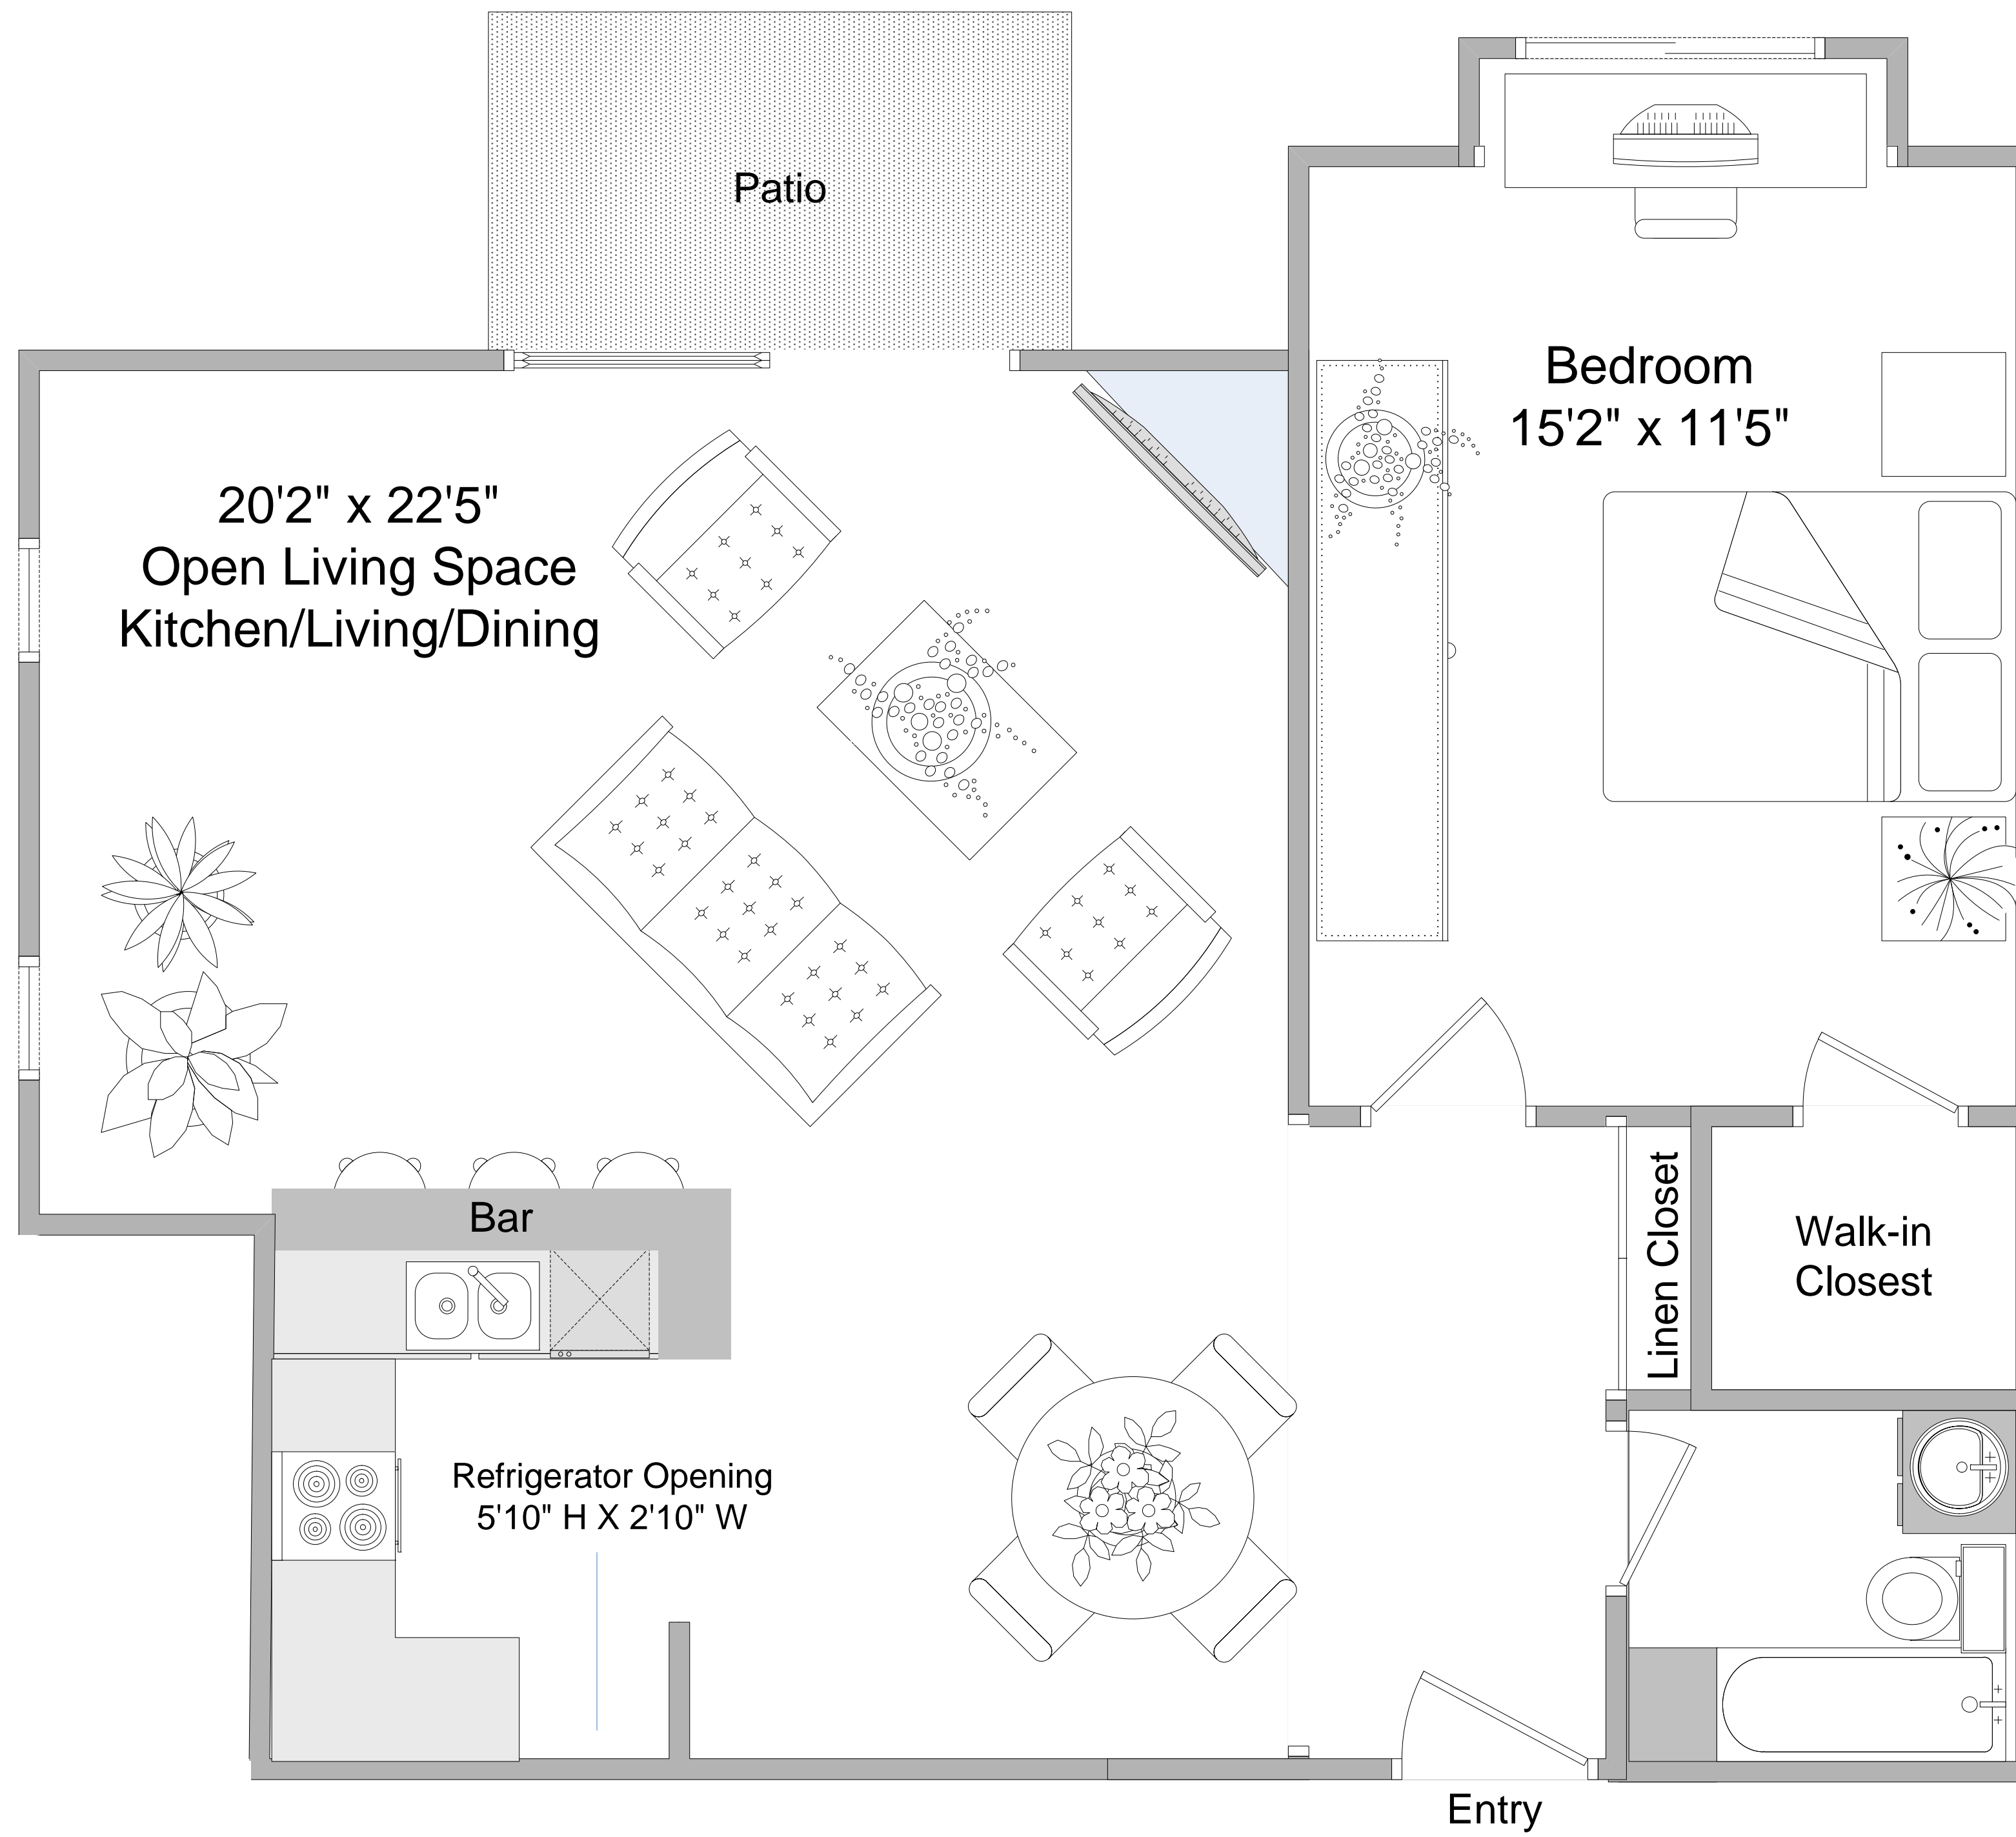 Patio
Bedroom
15'2" x 11'5"
20'2" x 22'5"
Open Living Space
Kitchen/Living/Dining
Bar
Linen Closet
Walk-in
Closest
Refrigerator Opening
5'10" H X 2'10" W
Entry